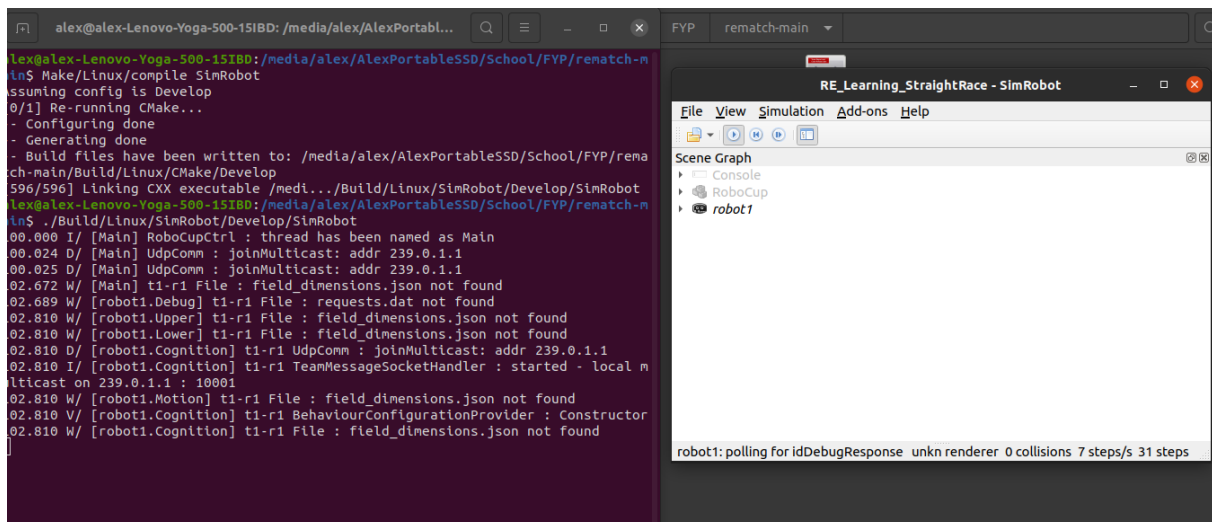 alex@alex-Lenovo-Yoga-500-15IBD: /media/alex/AlexPortabl...
FYP
rematch-main
lex@alex-Lenovo-Yoga-500-15IBD:/media/alex/AlexPortableSSD/School/FYP/rematch-m
in$ Make/Linux/compile SimRobot
ssuming config is Develop
0/1] Re-running CMake...
- Configuring done
- Generating done
- Build files have been written to: /media/alex/AlexPortableSSD/School/FYP/rema
ch-main/Build/Linux/CMake/Develop
596/596] Linking CXX executable /medi.../Build/Linux/SimRobot/Develop/SimRobot
lex@alex-Lenovo-Yoga-500-15IBD:/media/alex/AlexPortableSSD/School/FYP/rematch-m
in$ ./Build/Linux/SimRobot/Develop/SimRobot
00.000 I/ [Main] RoboCupCtrl : thread has been named as Main
00.024 D/ [Main] UdpComm : joinMulticast: addr 239.0.1.1
00.025 D/ [Main] UdpComm : joinMulticast: addr 239.0.1.1
02.672 W/ [Main] t1-r1 File : field_dimensions.json not found
02.689 W/ [robot1.Debug] t1-r1 File : requests.dat not found
02.810 W/ [robot1.Upper] t1-r1 File : field_dimensions.json not found
02.810 W/ [robot1.Lower] t1-r1 File : field_dimensions.json not found
02.810 D/ [robot1.Cognition] t1-r1 UdpComm : joinMulticast: addr 239.0.1.1
02.810 I/ [robot1.Cognition] t1-r1 TeamMessageSocketHandler : started - local m
lticast on 239.0.1.1 : 10001
02.810 W/ [robot1.Motion] t1-r1 File : field_dimensions.json not found
02.810 V/ [robot1.Cognition] t1-r1 BehaviourConfigurationProvider : Constructor
02.810 W/ [robot1.Cognition] t1-r1 File : field_dimensions.json not found
RE_Learning_StraightRace - SimRobot
File View Simulation Add-ons Help
Scene Graph
Console
RoboCup
robot1
robot1: polling for idDebugResponse unkn renderer 0 collisions 7 steps/s 31 steps